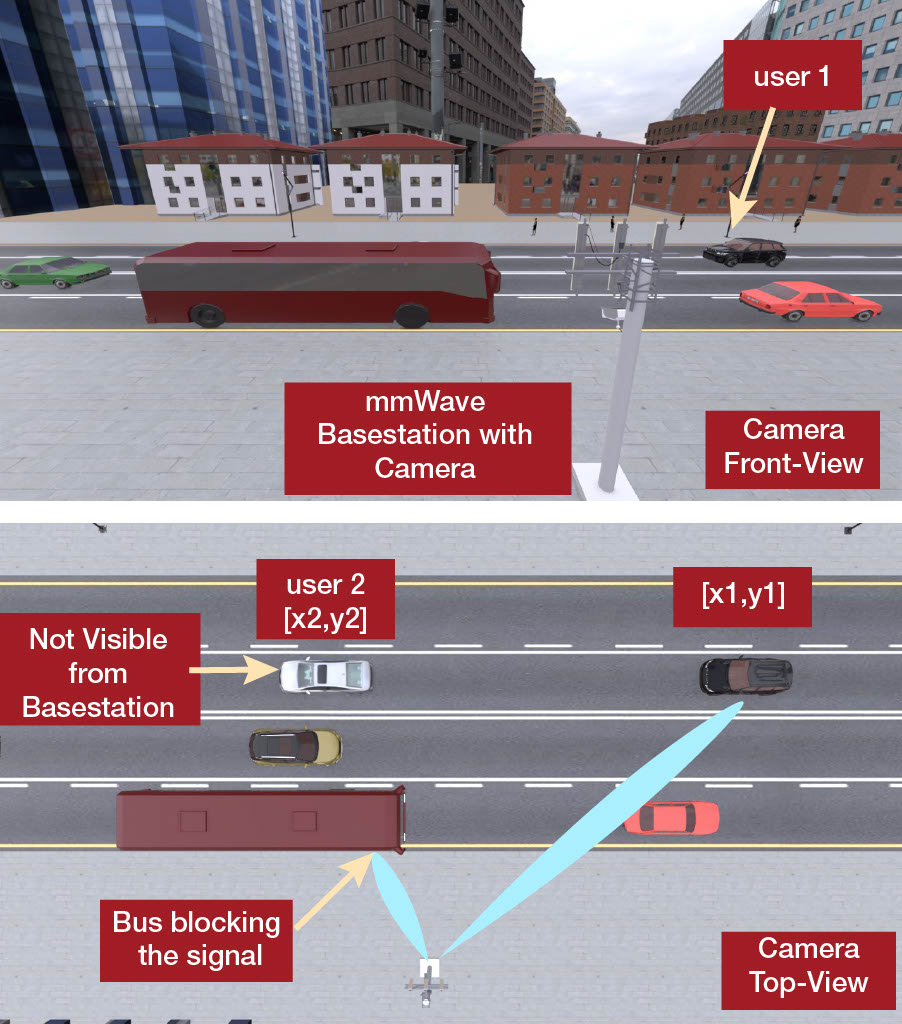 user 1
mmWave
Basestation with
Camera
Camera
Front-View
user 2
[x2,y2]
[x1,y1]
Not Visible
from
Basestation
Bus blocking
the signal
Camera
Top-View